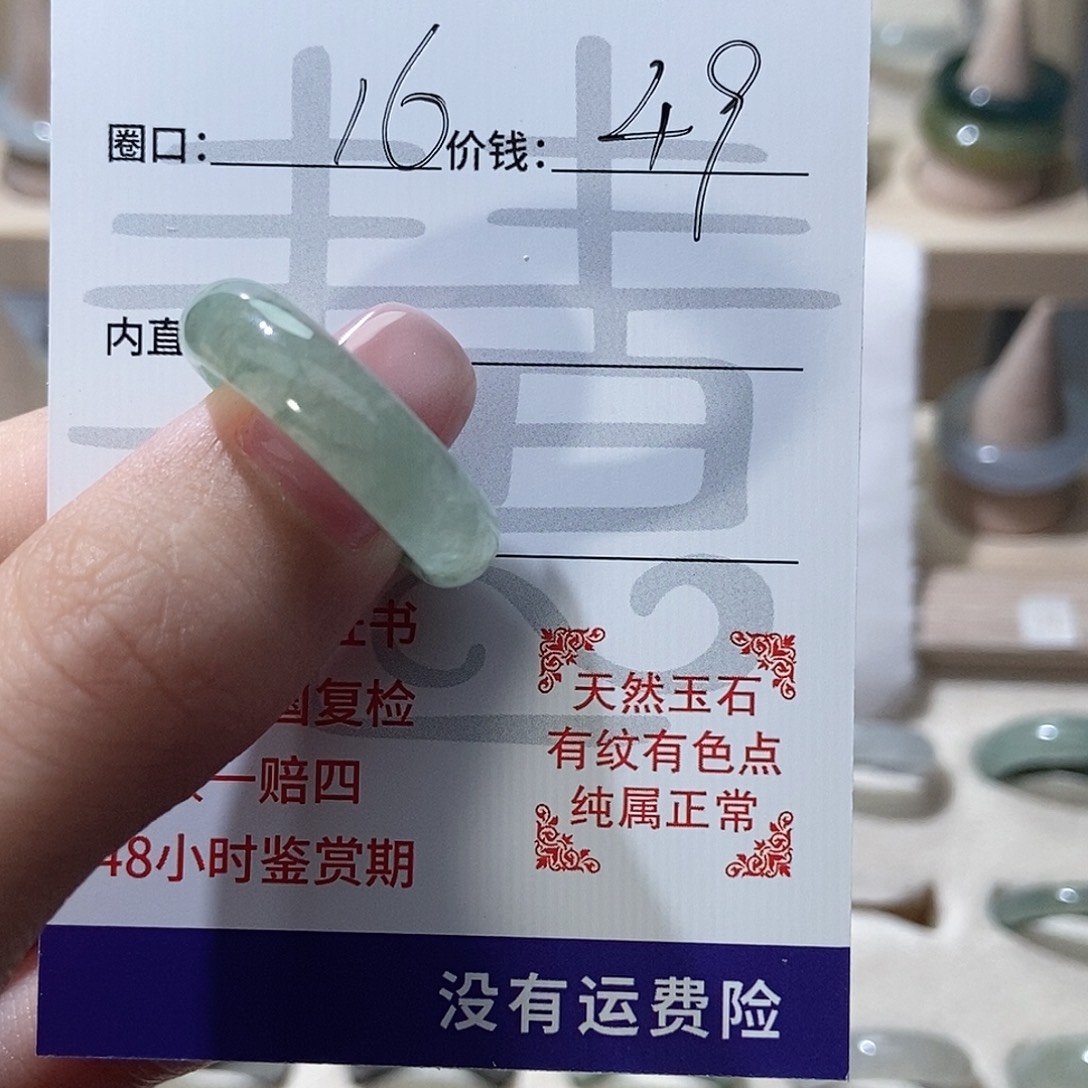 圈口：16 价钱：49
内直
书
复检
一赔四
48小时鉴赏期
天然玉石
有纹有色点
纯属正常
没有运费险